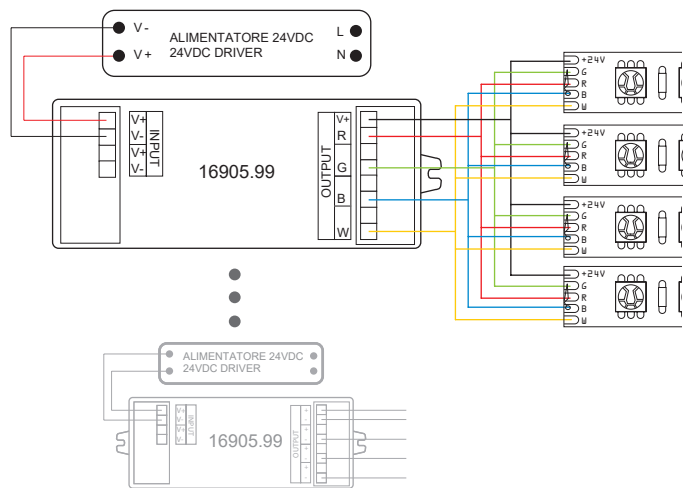 V-
V+
ALIMENTATORE 24VDC
24VDC DRIVER
L
N
V+
V-
V+
V-
INPUT
16905.99
OUTPUT
V+
R
G
B
W
+24V
G
R
B
W
+24V
G
R
B
W
+24V
G
R
B
W
+24V
G
R
B
W
ALIMENTATORE 24VDC
24VDC DRIVER
V+
V-
V+
V-
INPUT
16905.99
OUTPUT
+
-
+
-
+
-
+
-